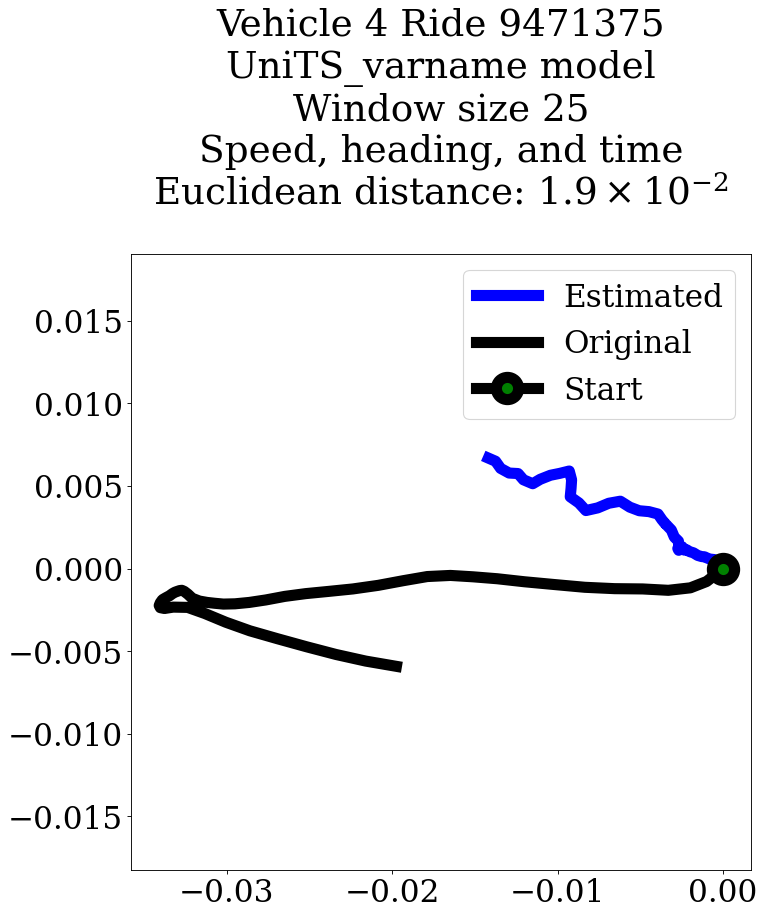 Vehicle 4 Ride 9471375
UniTS_varname model
Window size 25
Speed, heading, and time
Euclidean distance: 1.9 × 10⁻²
Estimated
Original
Start
0.015
0.010
0.005
0.000
−0.005
−0.010
−0.015
−0.03 −0.02 −0.01 0.00